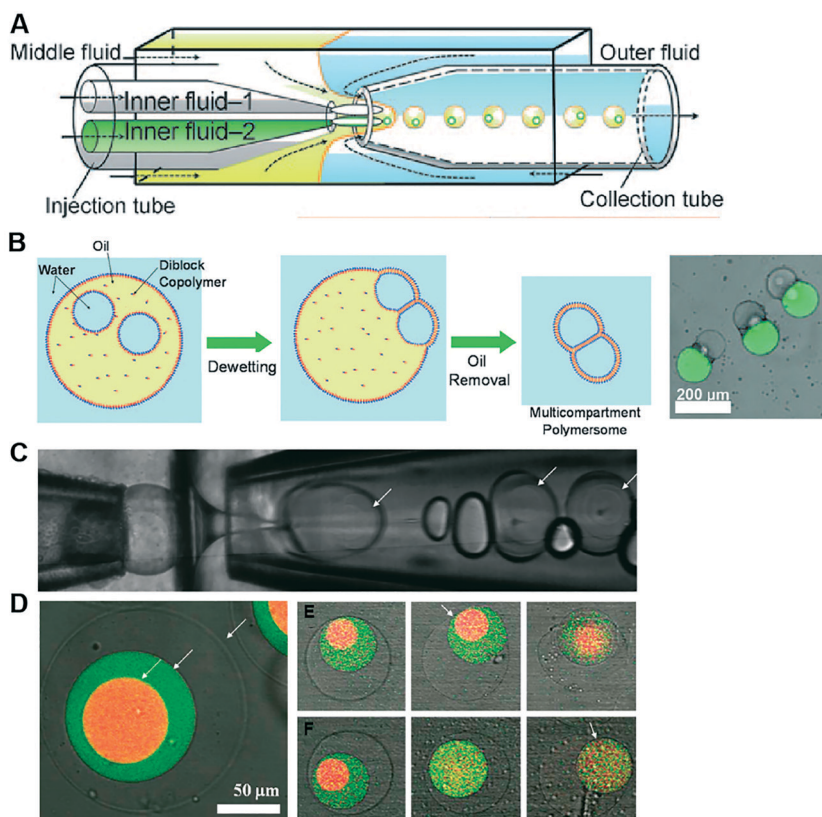 A
Middle fluid
Outer fluid
Inner fluid–1
Inner fluid–2
Injection tube
Collection tube
B
Oil
Water
Diblock
Copolymer
Dewetting
Oil
Removal
Multicompartment
Polymersome
200 µm
C
D
50 µm
E
F